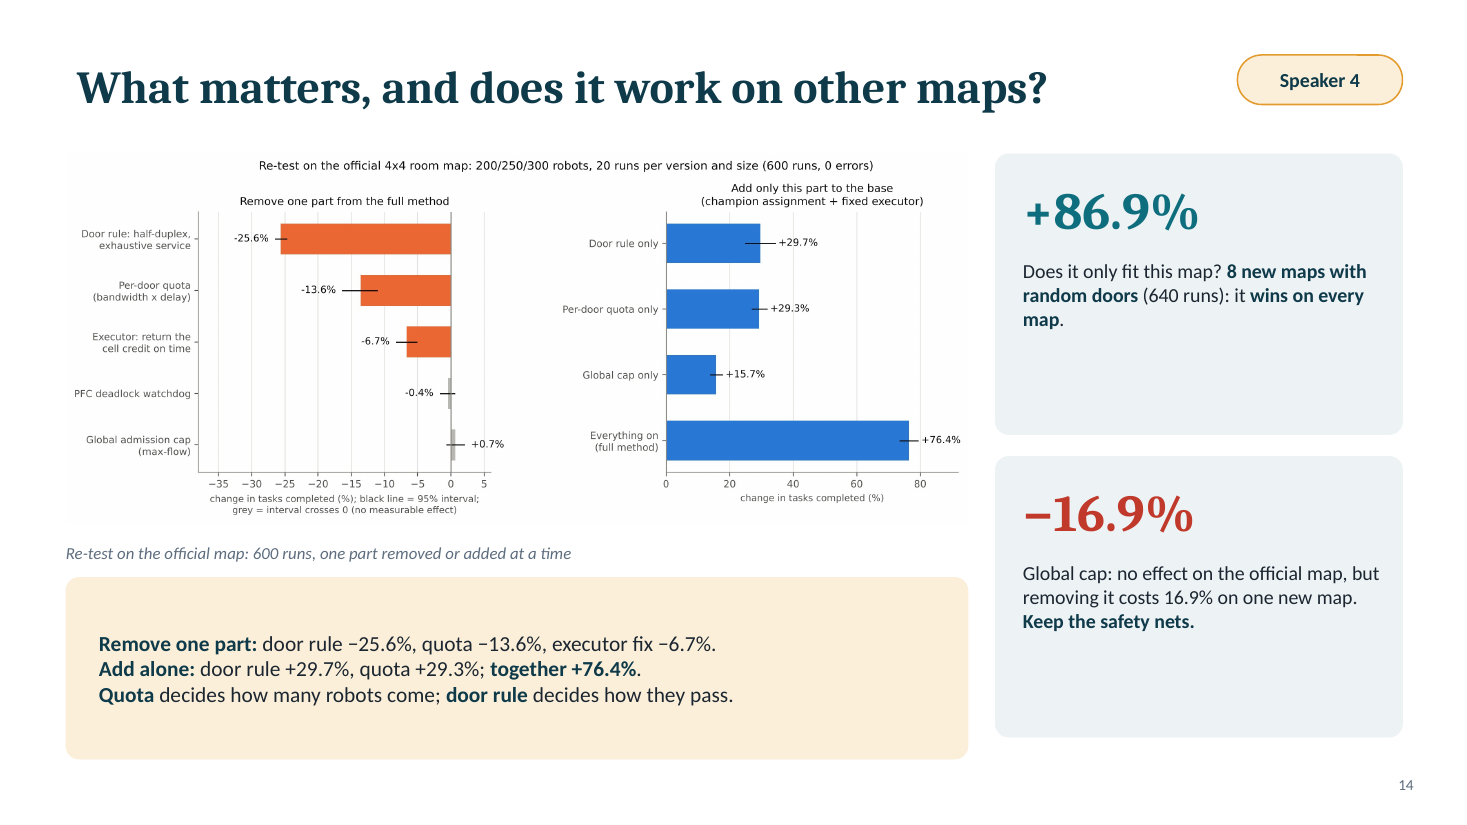 What matters, and does it work on other maps?
Speaker 4
Re-test on the official 4x4 room map: 200/250/300 robots, 20 runs per version and size (600 runs, 0 errors)
Remove one part from the full method
Door rule: half-duplex,
exhaustive service
-25.6%
Per-door quota
(bandwidth x delay)
-13.6%
Executor: return the
cell credit on time
-6.7%
PFC deadlock watchdog
-0.4%
Global admission cap
(max-flow)
+0.7%
−35 −30 −25 −20 −15 −10 −5 0 5
change in tasks completed (%); black line = 95% interval;
grey = interval crosses 0 (no measurable effect)
Add only this part to the base
(champion assignment + fixed executor)
Door rule only
+29.7%
Per-door quota only
+29.3%
Global cap only
+15.7%
Everything on
(full method)
+76.4%
0 20 40 60 80
change in tasks completed (%)
Re-test on the official map: 600 runs, one part removed or added at a time
Remove one part: door rule −25.6%, quota −13.6%, executor fix −6.7%.
Add alone: door rule +29.7%, quota +29.3%; together +76.4%.
Quota decides how many robots come; door rule decides how they pass.
+86.9%
Does it only fit this map? 8 new maps with
random doors (640 runs): it wins on every
map.
−16.9%
Global cap: no effect on the official map, but
removing it costs 16.9% on one new map.
Keep the safety nets.
14